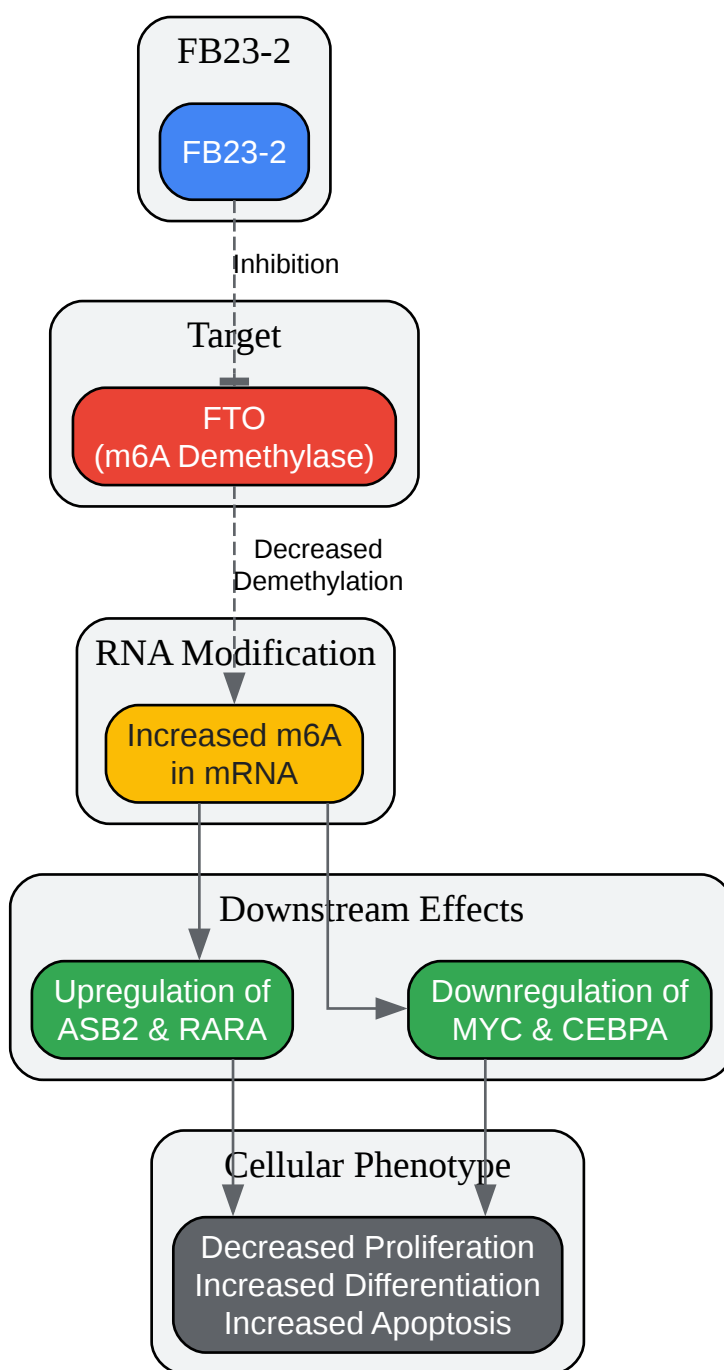 FB23-2
FB23-2
Inhibition
Target
FTO
(m6A Demethylase)
Decreased
Demethylation
RNA Modification
Increased m6A
in mRNA
Downstream Effects
Upregulation of
ASB2 & RARA
Downregulation of
MYC & CEBPA
Cellular Phenotype
Decreased Proliferation
Increased Differentiation
Increased Apoptosis